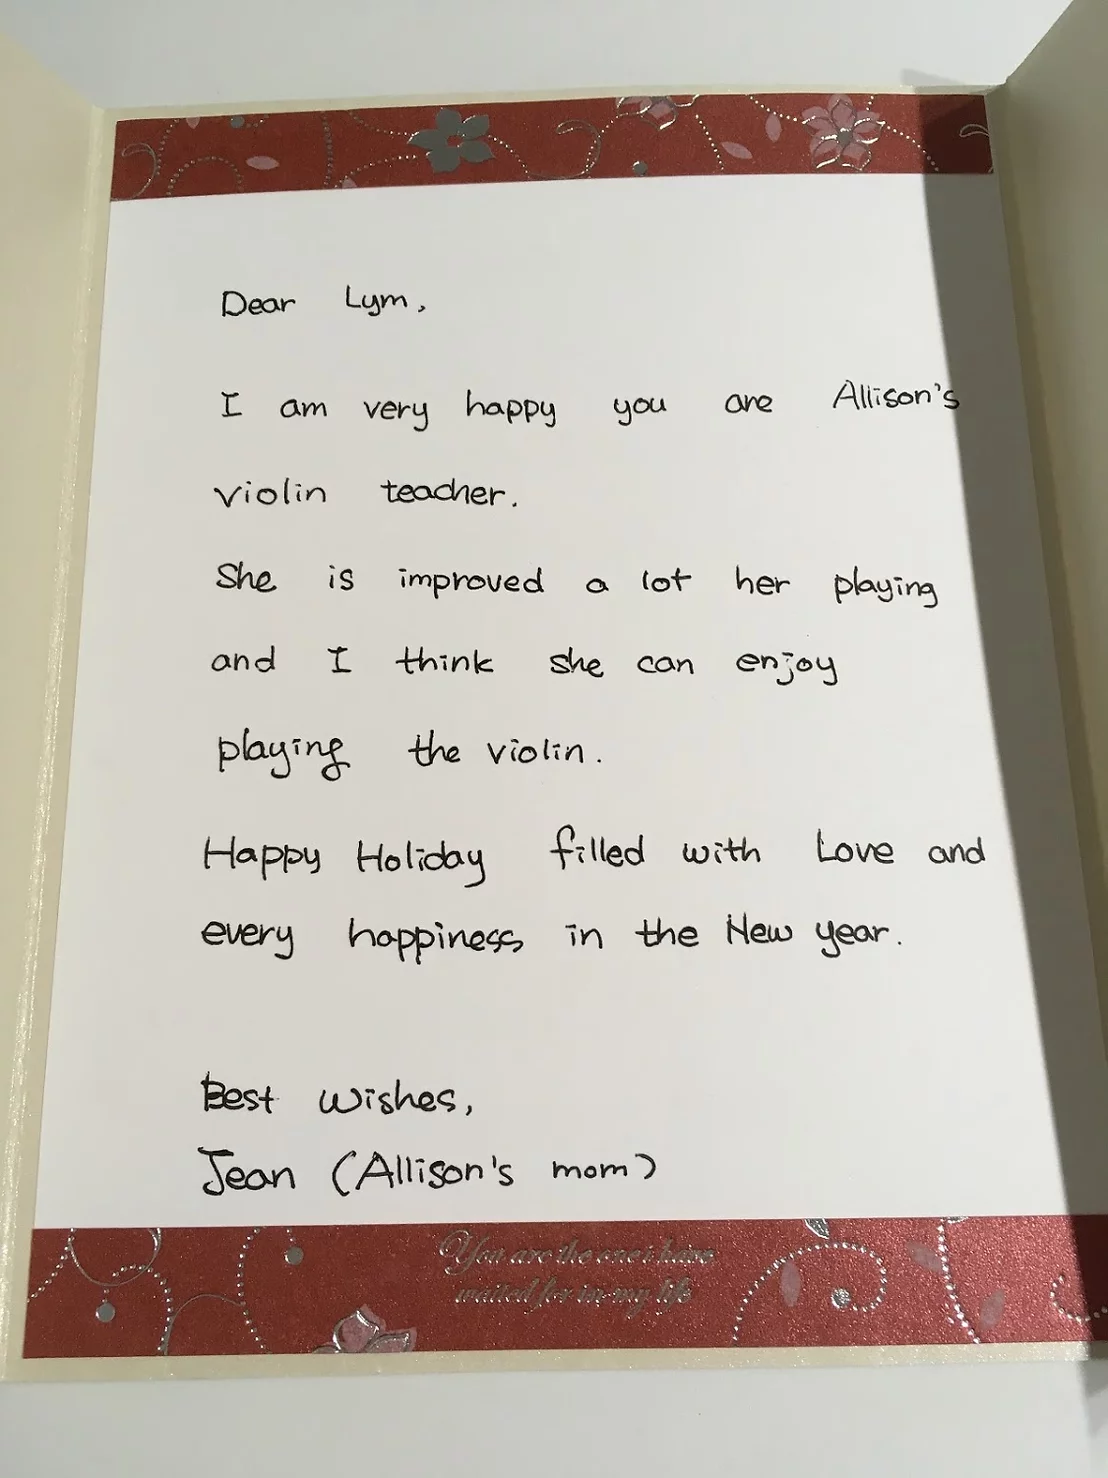 Dear Lym,
I am very happy you are Allison's
violin teacher.
She is improved a lot her playing
and I think she can enjoy
playing the violin.
Happy Holiday filled with Love and
every happiness in the New year.
Best wishes,
Jean (Allison's mom)
You are the one i have
waited for in my life